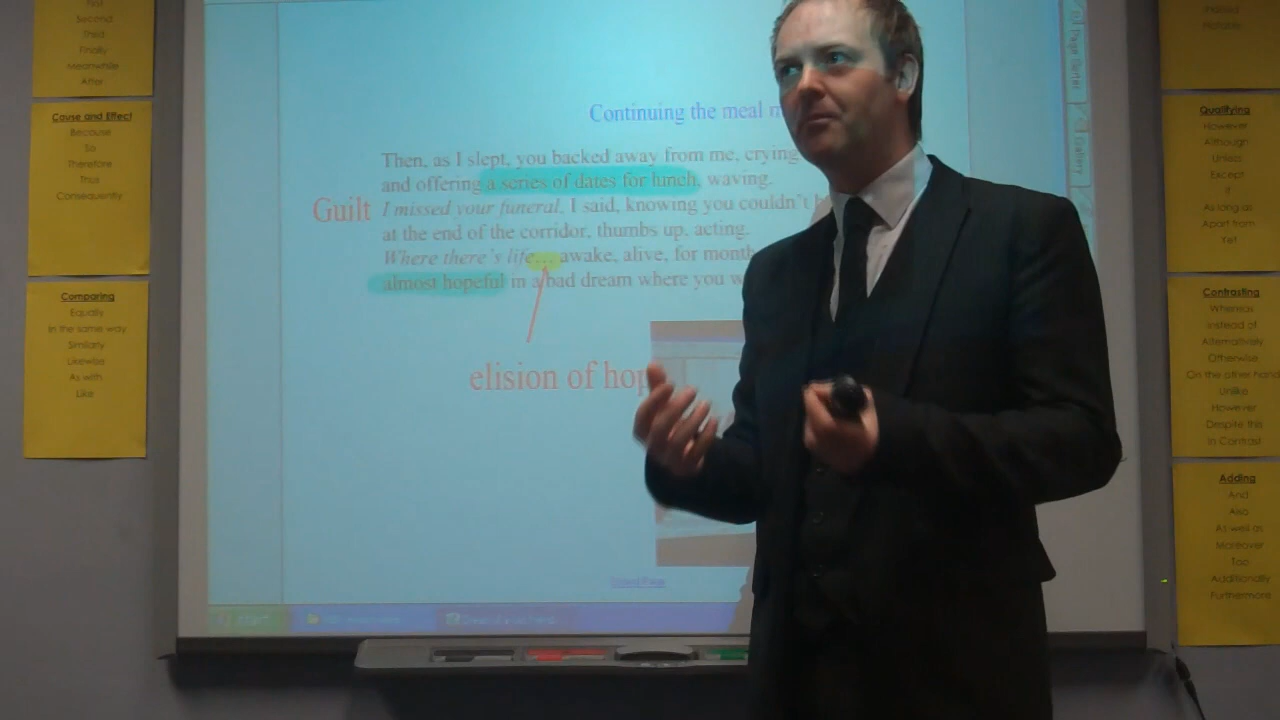 First
Second
Third
Finally
Meanwhile
After
Cause and Effect
Because
So
Therefore
Thus
Consequently
Comparing
Equally
In the same way
Similarly
Likewise
As with
Like
Continuing the meal
Then, as I slept, you backed away from me, crying
and offering a series of dates for lunch, waving.
Guilt
I missed your funeral, I said, knowing you couldn't
at the end of the corridor, thumbs up, acting.
Where there's life... awake, alive, for month
almost hopeful in a bad dream where you w
elision of hop
Start
Page Sorter
Gallery
Notable
Qualifying
However
Although
Unless
Except
If
As long as
Apart from
Yet
Contrasting
Whereas
Instead of
Alternatively
Otherwise
On the other hand
Unlike
However
Despite this
In Contrast
Adding
And
Also
As well as
Moreover
Too
Additionally
Furthermore